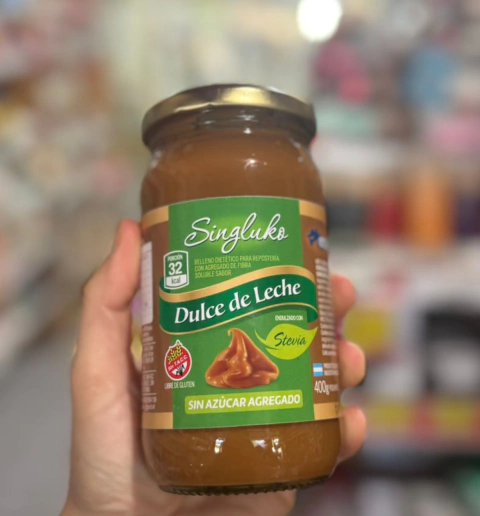 Singluko
PORCIÓN
32
kcal
RELLENO DIETÉTICO PARA REPOSTERÍA,
CON AGREGADO DE FIBRA
SOLUBLE SABOR
Dulce de Leche
ENDULZADO CON
Stevia
SIN T.A.C.C.
LIBRE DE GLUTEN
400g
SIN AZÚCAR AGREGADO